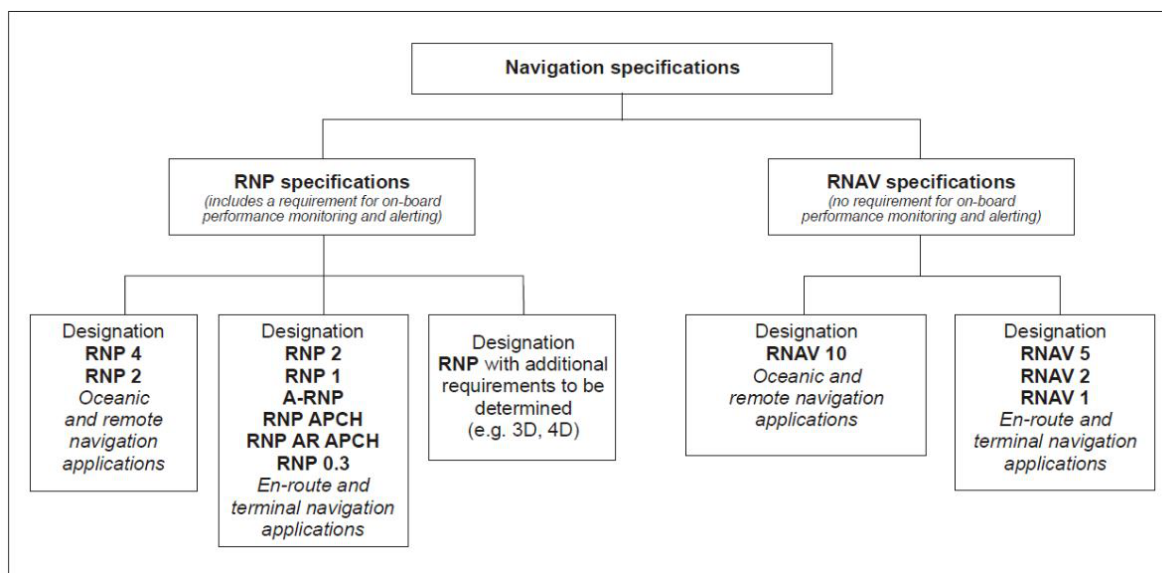 Navigation specifications
RNP specifications
(includes a requirement for on-board
performance monitoring and alerting)
RNAV specifications
(no requirement for on-board
performance monitoring and alerting)
Designation
RNP 4
RNP 2
Oceanic
and remote
navigation
applications
Designation
RNP 2
RNP 1
A-RNP
RNP APCH
RNP AR APCH
RNP 0.3
En-route and
terminal navigation
applications
Designation
RNP with additional
requirements to be
determined
(e.g. 3D, 4D)
Designation
RNAV 10
Oceanic and
remote navigation
applications
Designation
RNAV 5
RNAV 2
RNAV 1
En-route and
terminal navigation
applications